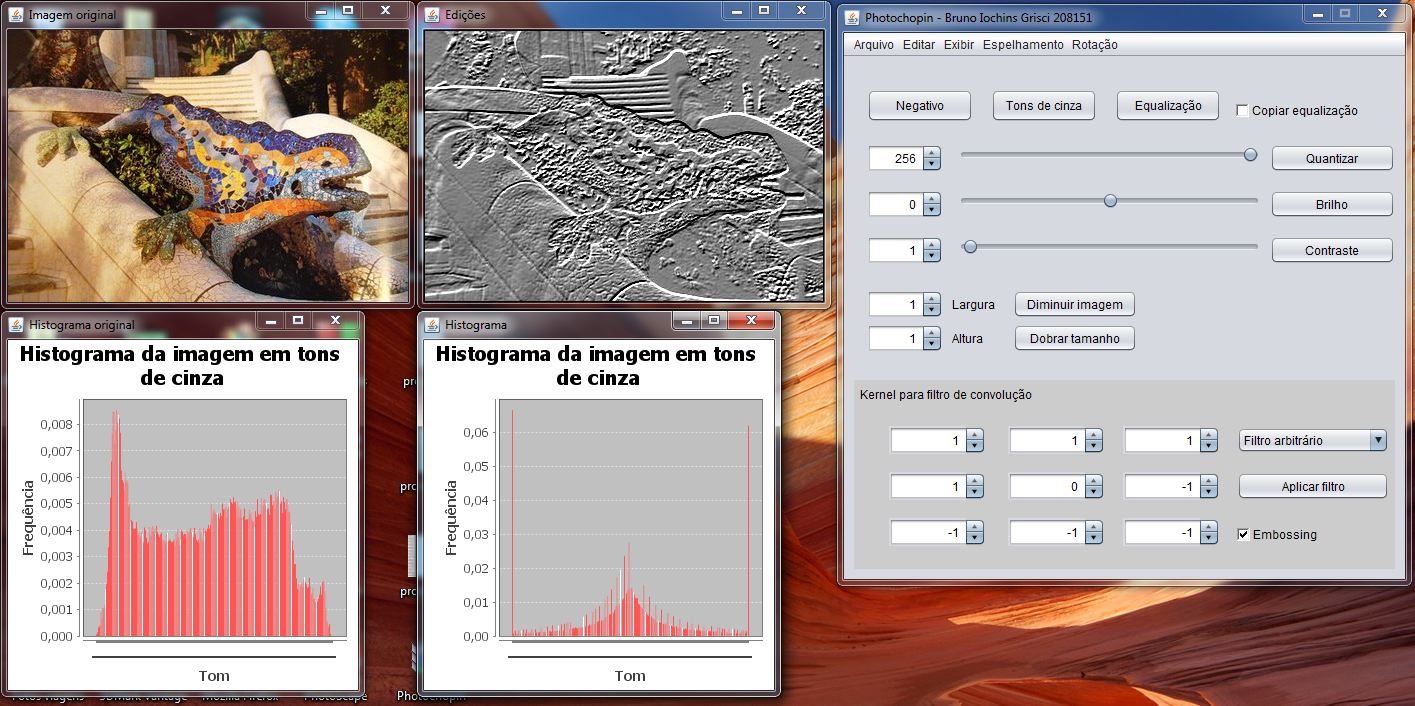 Imagem original
Edições
Photochopin - Bruno Iochins Grisci 208151
Arquivo Editar Exibir Espelhamento Rotação
Negativo
Tons de cinza
Equalização
Copiar equalização
256
Quantizar
0
Brilho
1
Contraste
1
Largura
Diminuir imagem
1
Altura
Dobrar tamanho
Kernel para filtro de convolução
1
1
1
Filtro arbitrário
1
0
-1
Aplicar filtro
-1
-1
-1
Embossing
Histograma original
Histograma da imagem em tons
de cinza
Frequência
0,008
0,007
0,006
0,005
0,004
0,003
0,002
0,001
0,000
Tom
Histograma
Histograma da imagem em tons
de cinza
Frequência
0,06
0,05
0,04
0,03
0,02
0,01
0,00
Tom
pro
pro
pro
Photoscape
Photochopin